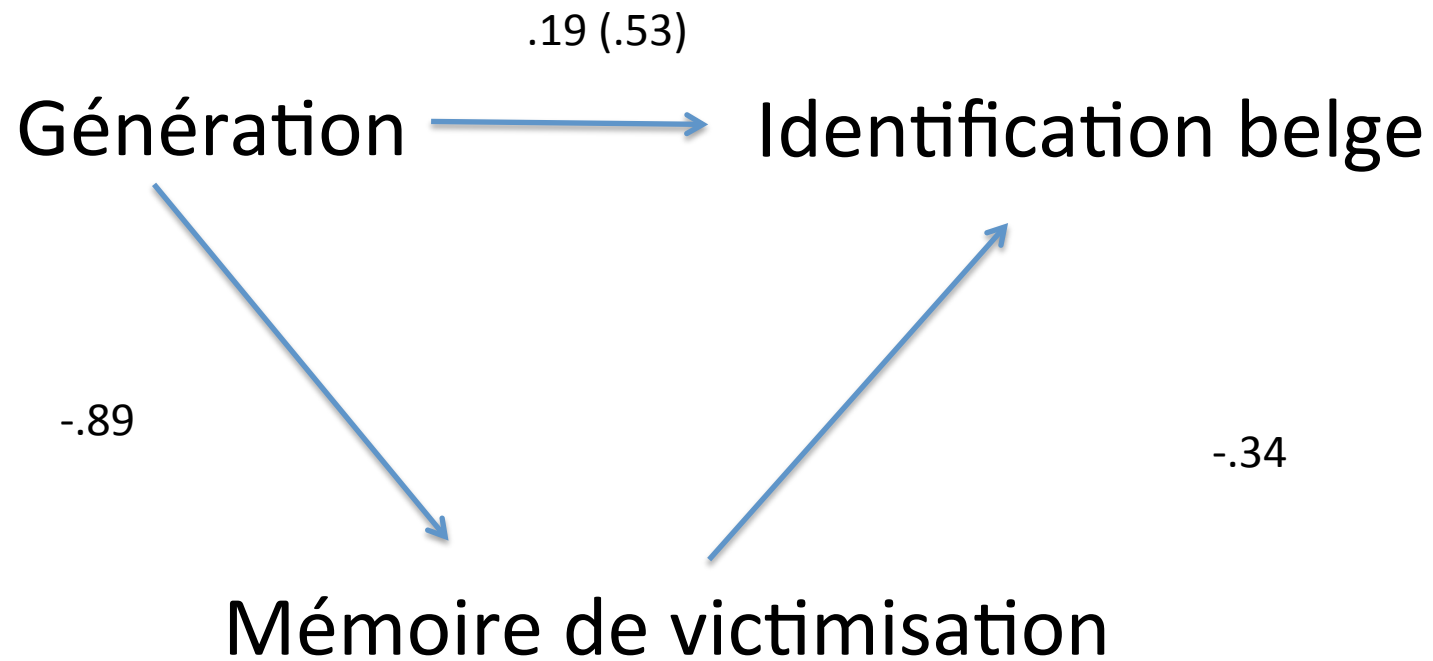 .19 (.53)
Génération
Identification belge
-.89
-.34
Mémoire de victimisation